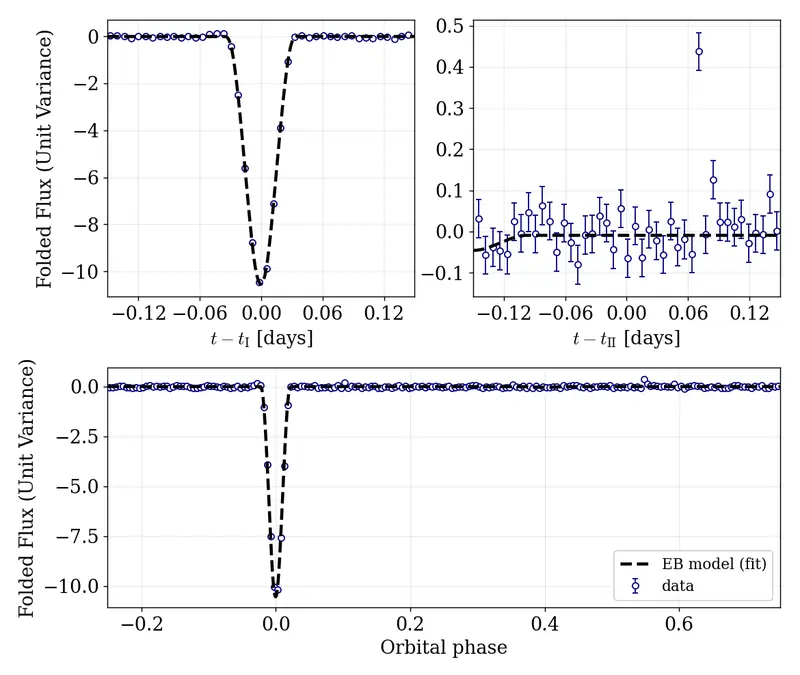 Folded Flux (Unit Variance)
0
−2
−4
−6
−8
−10
−0.12 −0.06 0.00 0.06 0.12
t − tI [days]
0.5
0.4
0.3
0.2
0.1
0.0
−0.1
−0.12 −0.06 0.00 0.06 0.12
t − tII [days]
Folded Flux (Unit Variance)
0.0
−2.5
−5.0
−7.5
−10.0
−0.2 0.0 0.2 0.4 0.6
Orbital phase
EB model (fit)
data